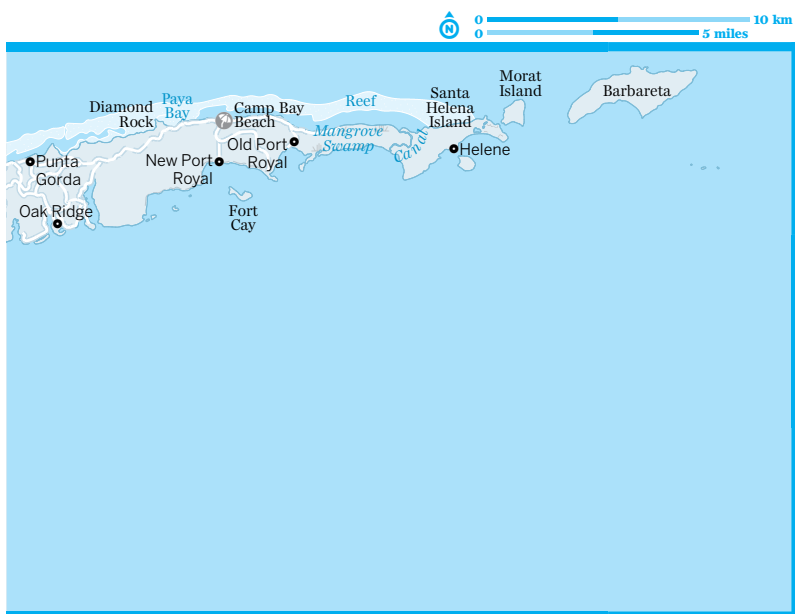 N
0 10 km
0 5 miles
Morat
Island
Barbareta
Santa
Helena
Island
Reef
Paya
Bay
Diamond
Rock
Camp Bay
Beach
Mangrove
Swamp
Canal
Old Port
Royal
Helene
New Port
Royal
Punta
Gorda
Oak Ridge
Fort
Cay